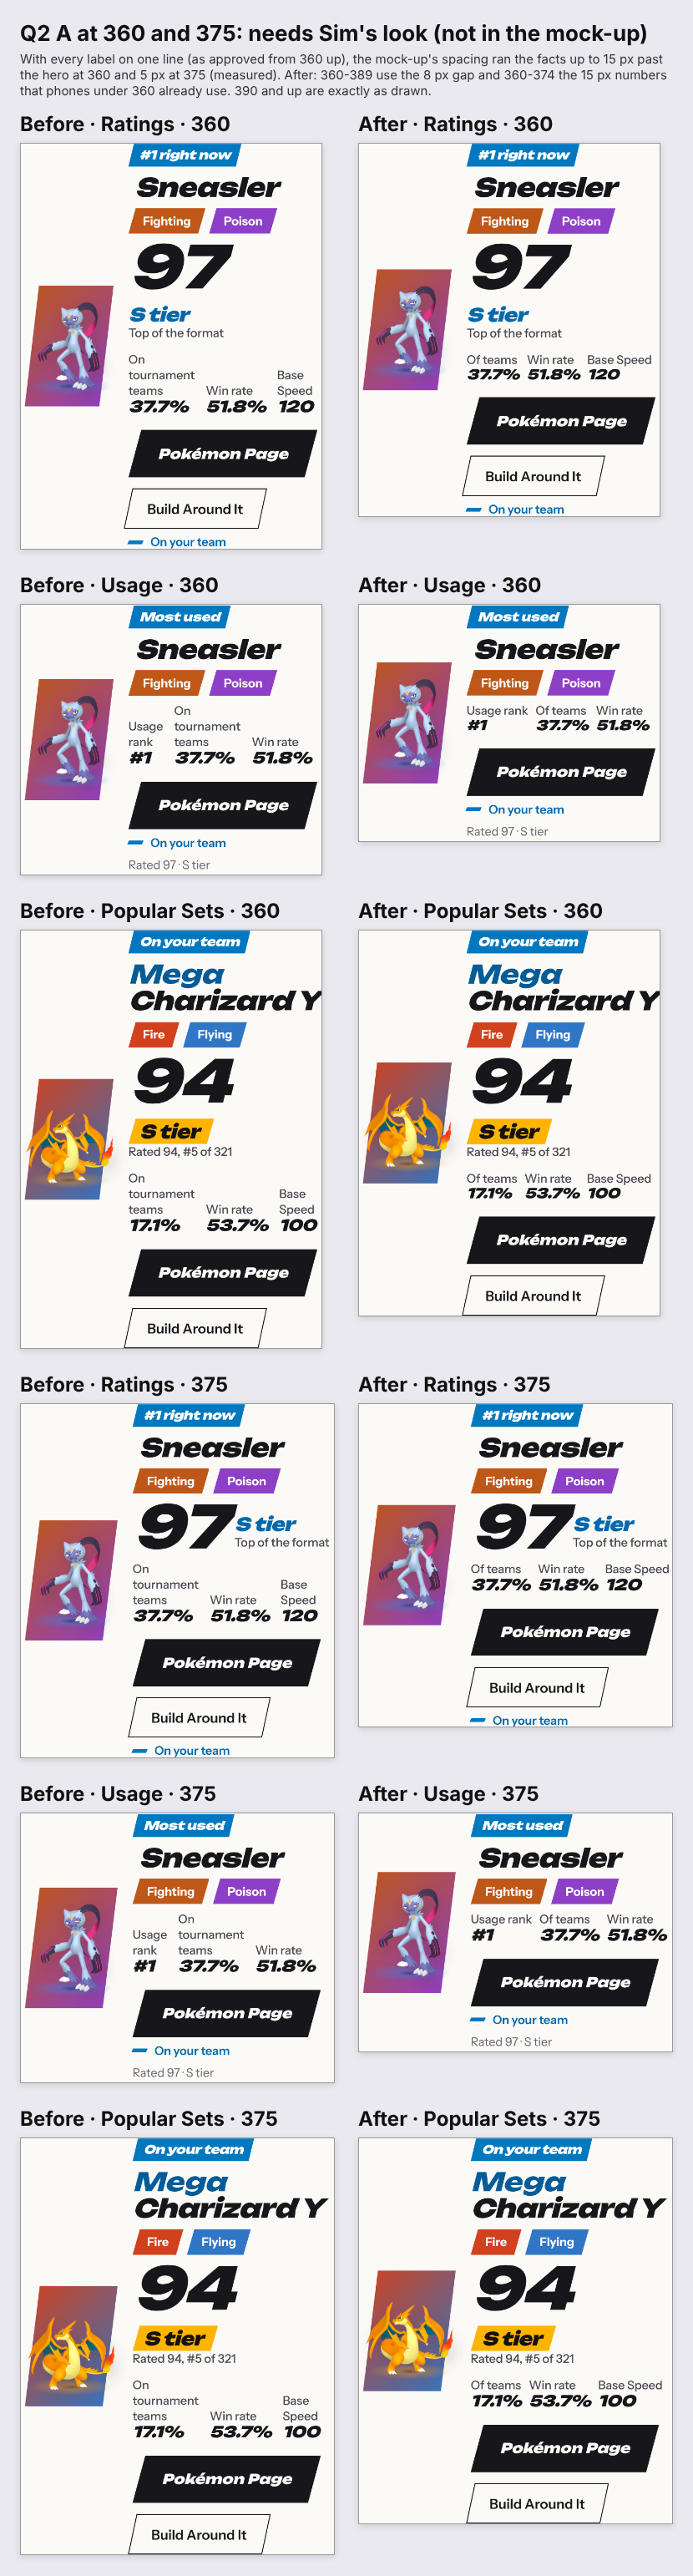 Q2 A at 360 and 375: needs Sim's look (not in the mock-up)
With every label on one line (as approved from 360 up), the mock-up's spacing ran the facts up to 15 px past
the hero at 360 and 5 px at 375 (measured). After: 360-389 use the 8 px gap and 360-374 the 15 px numbers
that phones under 360 already use. 390 and up are exactly as drawn.
Before · Ratings · 360
#1 right now
Sneasler
Fighting Poison
97
S tier
Top of the format
On
tournament Base
teams Win rate Speed
37.7% 51.8% 120
Pokémon Page
Build Around It
On your team
After · Ratings · 360
#1 right now
Sneasler
Fighting Poison
97
S tier
Top of the format
Of teams Win rate Base Speed
37.7% 51.8% 120
Pokémon Page
Build Around It
On your team
Before · Usage · 360
Most used
Sneasler
Fighting Poison
On
Usage tournament
rank teams Win rate
#1 37.7% 51.8%
Pokémon Page
On your team
Rated 97 · S tier
After · Usage · 360
Most used
Sneasler
Fighting Poison
Usage rank Of teams Win rate
#1 37.7% 51.8%
Pokémon Page
On your team
Rated 97 · S tier
Before · Popular Sets · 360
On your team
Mega
Charizard Y
Fire Flying
94
S tier
Rated 94, #5 of 321
On
tournament Base
teams Win rate Speed
17.1% 53.7% 100
Pokémon Page
Build Around It
After · Popular Sets · 360
On your team
Mega
Charizard Y
Fire Flying
94
S tier
Rated 94, #5 of 321
Of teams Win rate Base Speed
17.1% 53.7% 100
Pokémon Page
Build Around It
Before · Ratings · 375
#1 right now
Sneasler
Fighting Poison
97 S tier
Top of the format
On
tournament Base
teams Win rate Speed
37.7% 51.8% 120
Pokémon Page
Build Around It
On your team
After · Ratings · 375
#1 right now
Sneasler
Fighting Poison
97 S tier
Top of the format
Of teams Win rate Base Speed
37.7% 51.8% 120
Pokémon Page
Build Around It
On your team
Before · Usage · 375
Most used
Sneasler
Fighting Poison
On
Usage tournament
rank teams Win rate
#1 37.7% 51.8%
Pokémon Page
On your team
Rated 97 · S tier
After · Usage · 375
Most used
Sneasler
Fighting Poison
Usage rank Of teams Win rate
#1 37.7% 51.8%
Pokémon Page
On your team
Rated 97 · S tier
Before · Popular Sets · 375
On your team
Mega
Charizard Y
Fire Flying
94
S tier
Rated 94, #5 of 321
On
tournament Base
teams Win rate Speed
17.1% 53.7% 100
Pokémon Page
Build Around It
After · Popular Sets · 375
On your team
Mega
Charizard Y
Fire Flying
94
S tier
Rated 94, #5 of 321
Of teams Win rate Base Speed
17.1% 53.7% 100
Pokémon Page
Build Around It